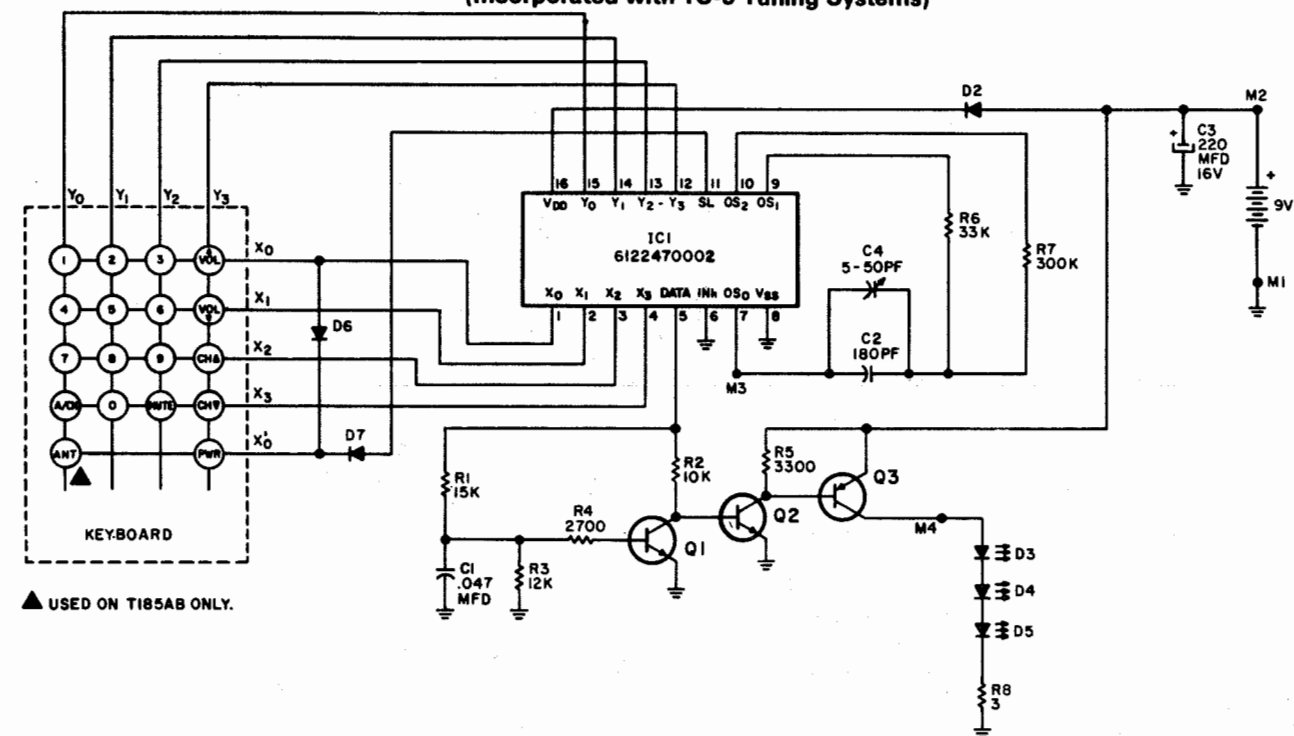 (Incorporated with TC-3 Tuning Systems)
D2
M2
C3
220
MFD
16V
+
+
9V
M1
16 15 14 13 12 11 10 9
VDD Y0 Y1 Y2 - Y3 SL OS2 OS1
IC1
6122470002
X0 X1 X2 X3 DATA INh OS0 VSS
1 2 3 4 5 6 7 8
R6
33K
R7
300K
C4
5-50PF
C2
180PF
M3
Y0 Y1 Y2 Y3
1 2 3 VOL X0
4 5 6 VOL X1
7 8 9 CH X2
0 MUTE CH X3
ANT PWR X0'
D6
D7
KEYBOARD
▲ USED ON T185AB ONLY.
R1
15K
R2
10K
R4
2700
C1
.047
MFD
R3
12K
Q1
R5
3300
Q2
Q3
M4
D3
D4
D5
R8
3